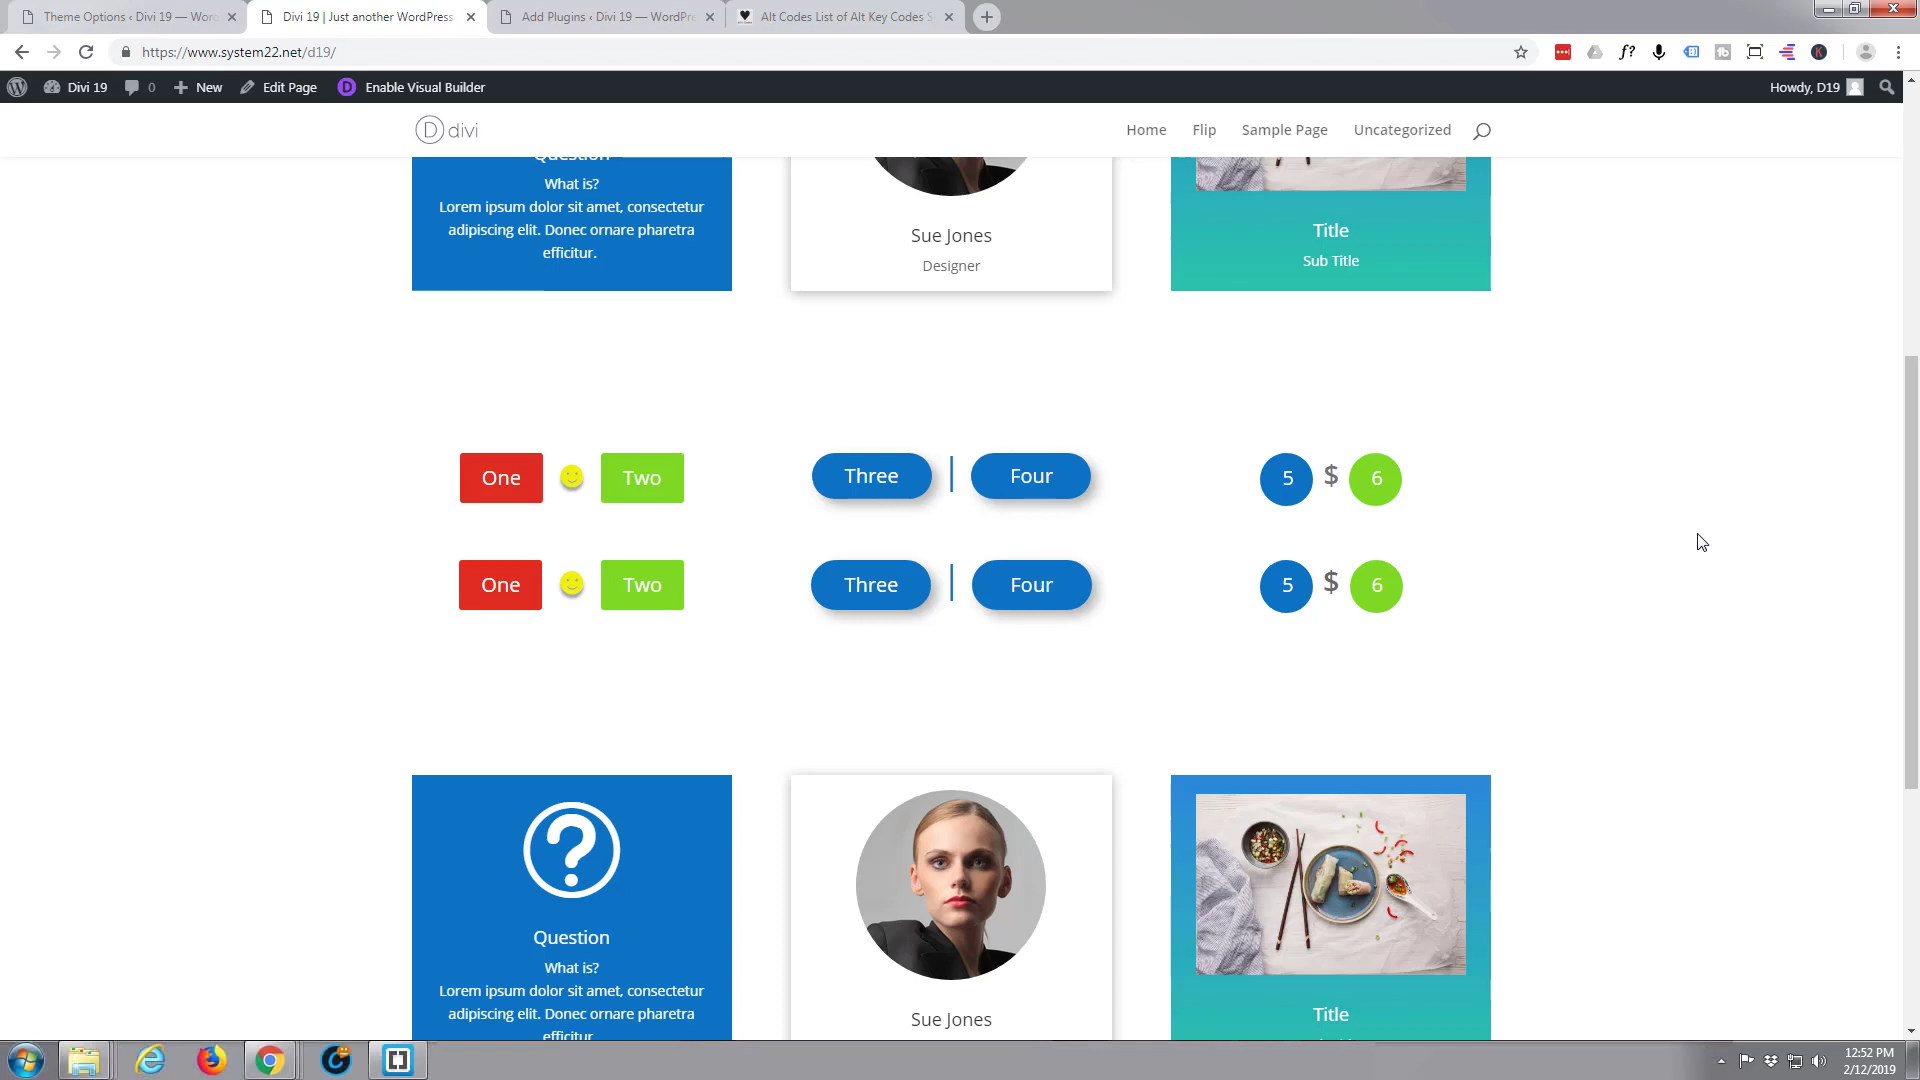 Theme Options ‹ Divi 19 — Wor
Divi 19 | Just another WordPress
Add Plugins ‹ Divi 19 — WordPre
Alt Codes List of Alt Key Codes S
https://www.system22.net/d19/
Divi 19
0
New
Edit Page
Enable Visual Builder
Howdy, D19
D divi
Home
Flip
Sample Page
Uncategorized
Question
What is?
Lorem ipsum dolor sit amet, consectetur
adipiscing elit. Donec ornare pharetra
efficitur.
Sue Jones
Designer
Title
Sub Title
One
Two
Three
|
Four
5
$
6
One
Two
Three
|
Four
5
$
6
?
Question
What is?
Lorem ipsum dolor sit amet, consectetur
adipiscing elit. Donec ornare pharetra
efficitur.
Sue Jones
Title
12:52 PM
2/12/2019